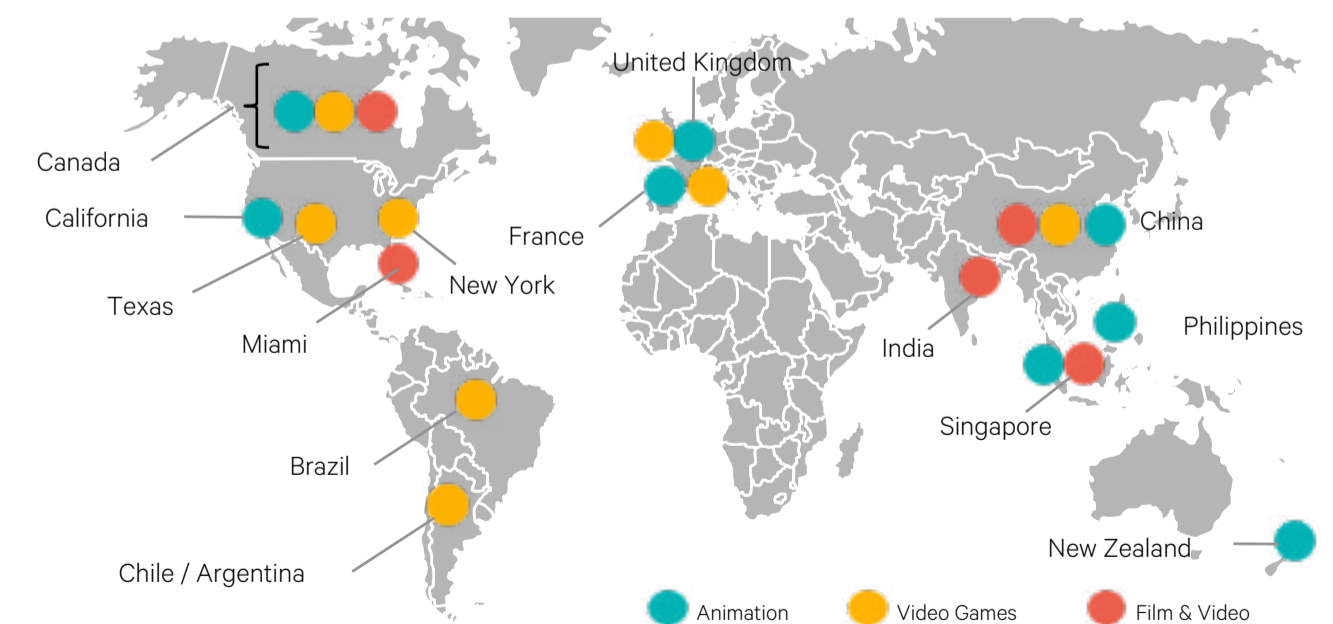 United Kingdom
Canada
California
China
France
New York
Texas
Philippines
Miami
India
Singapore
Brazil
New Zealand
Chile / Argentina
Animation
Video Games
Film & Video